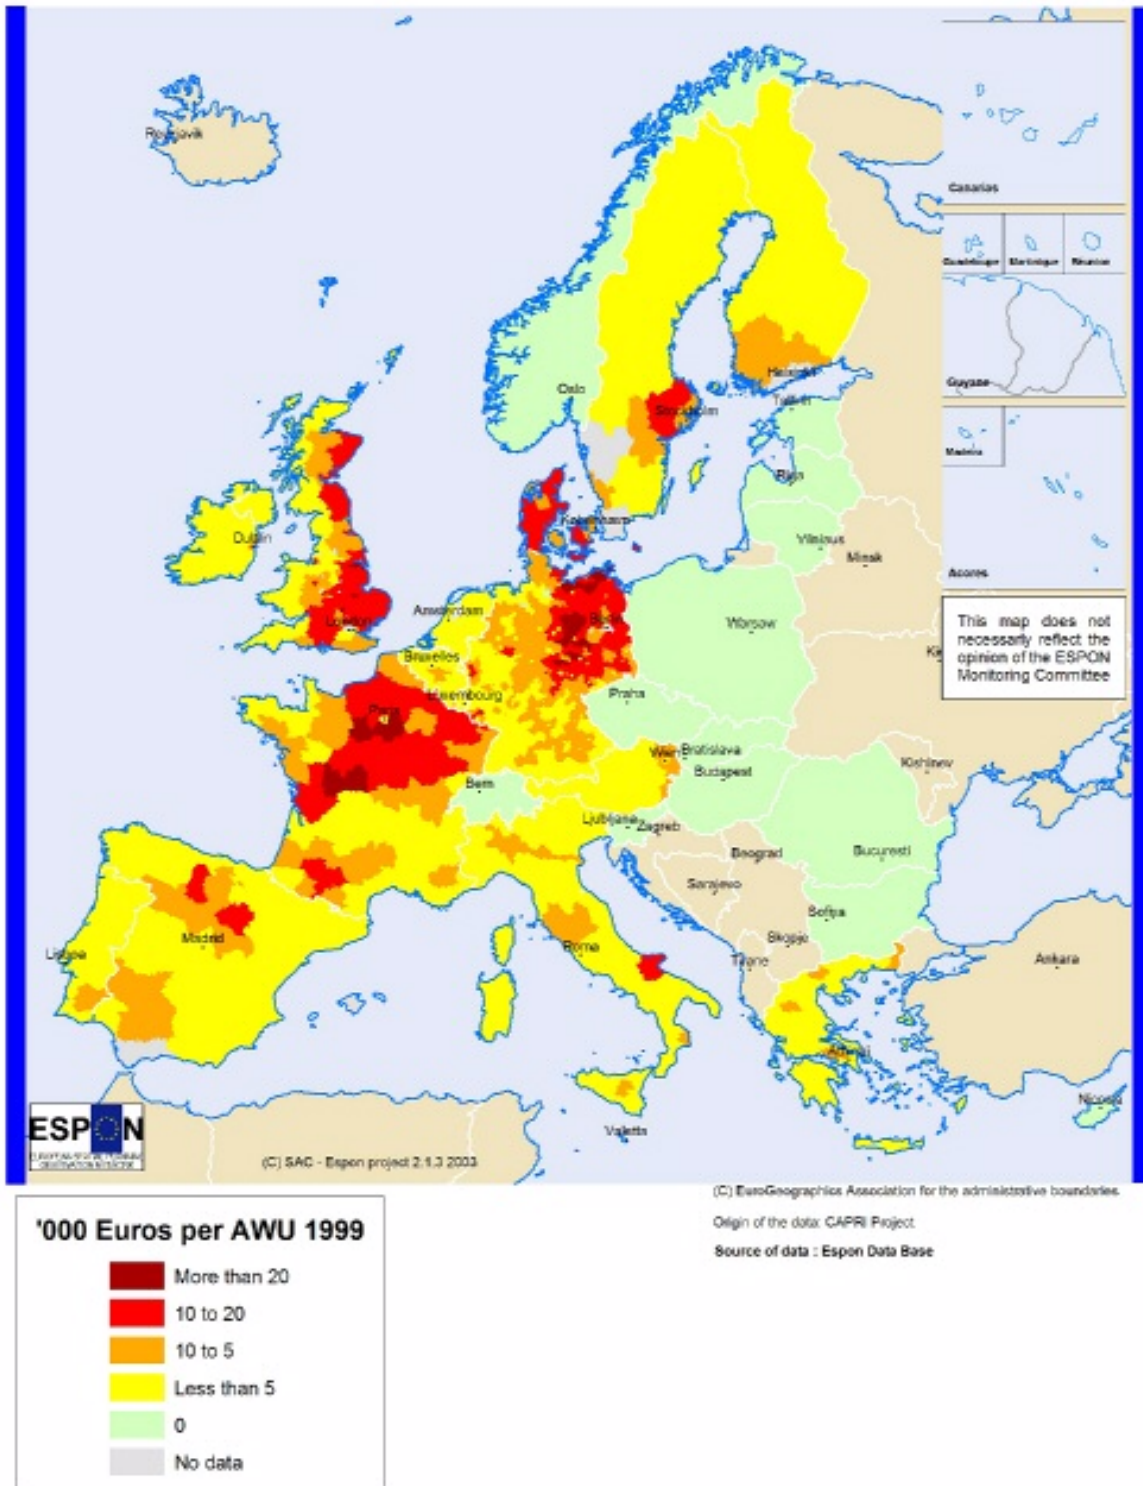 Reykjavik
Canarias
Guadeloupe
Martinique
Réunion
Guyane
Madeira
Acores
Oslo
Helsinki
Tallinn
Stockholm
Riga
Dublin
Kobenhavn
Vilnius
Minsk
London
Amsterdam
Berlin
Warsaw
This map does not
necessarily reflect the
opinion of the ESPON
Monitoring Committee
Bruxelles
Luxembourg
Praha
Paris
Wien
Bratislava
Kishinev
Budapest
Bern
Ljubljana
Zagreb
Beograd
Bucuresti
Sarajevo
Sofiya
Madrid
Skopje
Lisboa
Roma
Tirane
Ankara
Nicosia
Valetta
ESPON
(C) SAC - Espon project 2.1.3 2003
(C) EuroGeographics Association for the administrative boundaries
Origin of the data: CAPRI Project
Source of data : Espon Data Base
'000 Euros per AWU 1999
More than 20
10 to 20
10 to 5
Less than 5
0
No data